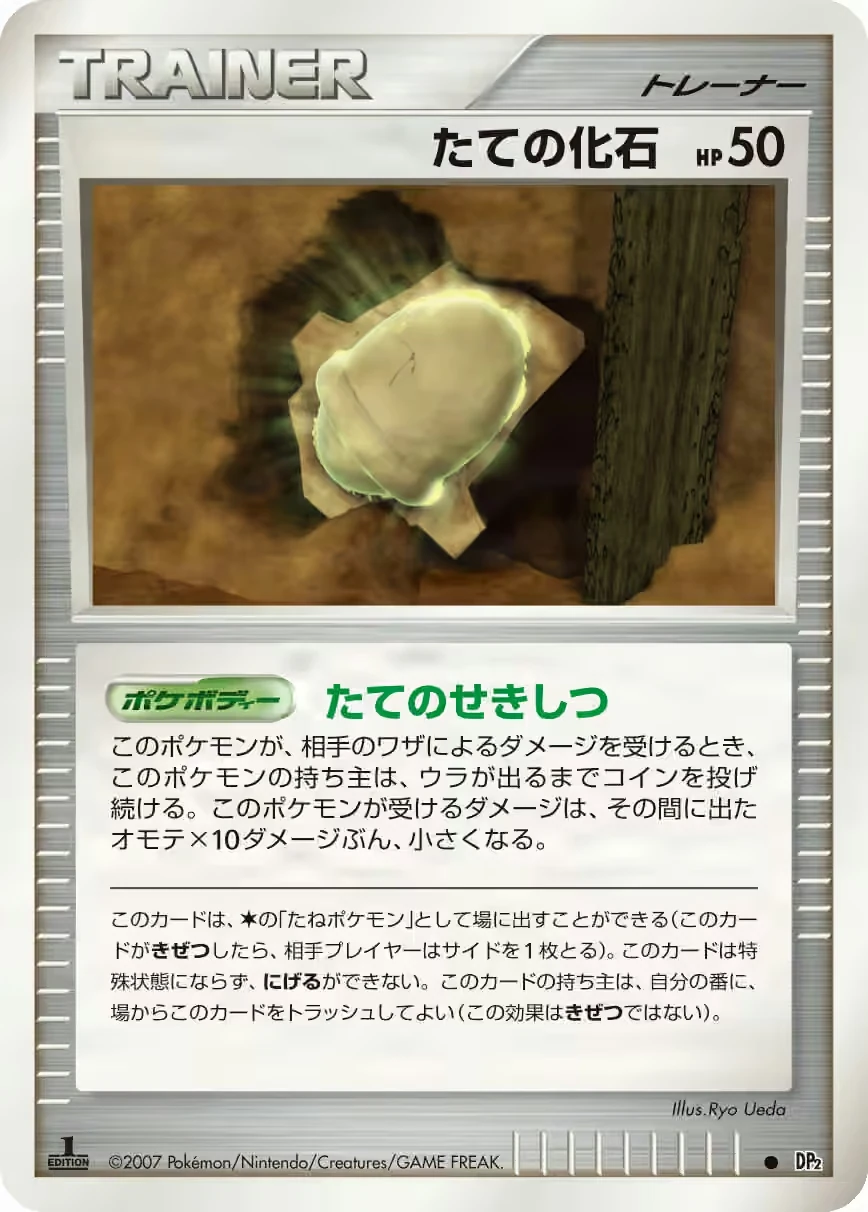 TRAINER
トレーナー
たての化石 HP 50
ポケボディー たてのせきしつ
このポケモンが、相手のワザによるダメージを受けるとき、
このポケモンの持ち主は、ウラが出るまでコインを投げ
続ける。このポケモンが受けるダメージは、その間に出た
オモテ×10ダメージぶん、小さくなる。
このカードは、✶の「たねポケモン」として場に出すことができる(このカー
ドがきぜつしたら、相手プレイヤーはサイドを1枚とる)。このカードは特
殊状態にならず、にげるができない。このカードの持ち主は、自分の番に、
場からこのカードをトラッシュしてよい(この効果はきぜつではない)。
Illus.Ryo Ueda
1 EDITION ©2007 Pokémon/Nintendo/Creatures/GAME FREAK. ● DP2